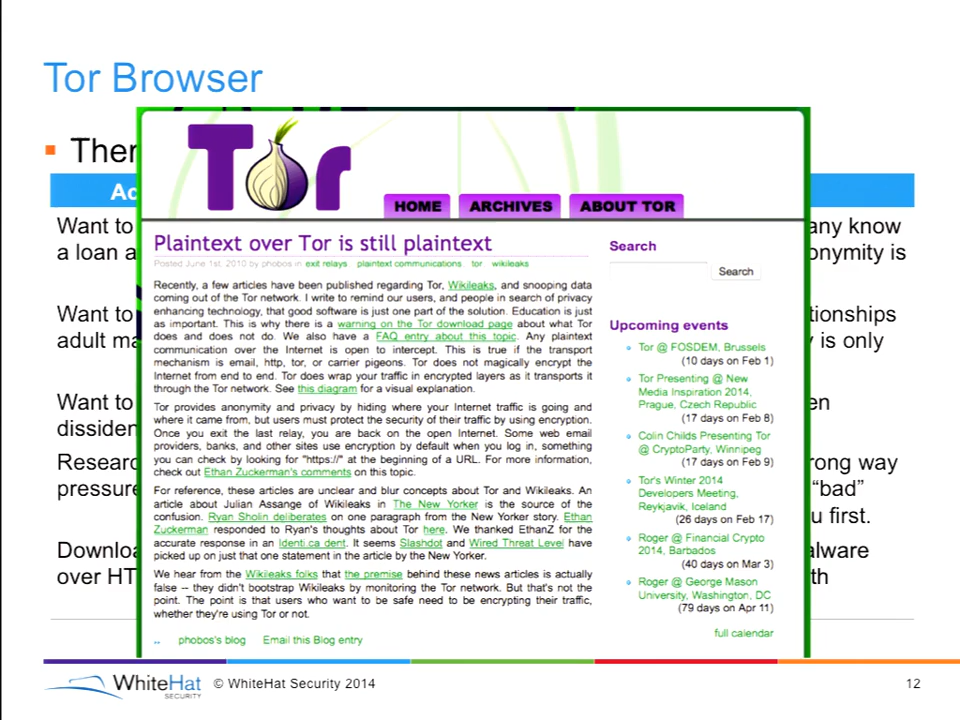 Tor Browser
Ther
Ac
Want to any know
a loan a onymity is
Want to tionships
adult ma y is only
Want to en
dissiden
Researc rong way
pressure "bad"
u first.
Downloa alware
over HT th
Tor
HOME ARCHIVES ABOUT TOR
Plaintext over Tor is still plaintext
Posted June 1st, 2010 by phobos in exit relays plaintext communications tor wikileaks
Recently, a few articles have been published regarding Tor, Wikileaks, and snooping data
coming out of the Tor network. I write to remind our users, and people in search of privacy
enhancing technology, that good software is just one part of the solution. Education is just
as important. This is why there is a warning on the Tor download page about what Tor
does and does not do. We also have a FAQ entry about this topic. Any plaintext
communication over the Internet is open to intercept. This is true if the transport
mechanism is email, http, tor, or carrier pigeons. Tor does not magically encrypt the
Internet from end to end. Tor does wrap your traffic in encrypted layers as it transports it
through the Tor network. See this diagram for a visual explanation.
Tor provides anonymity and privacy by hiding where your Internet traffic is going and
where it came from, but users must protect the security of their traffic by using encryption.
Once you exit the last relay, you are back on the open Internet. Some web email
providers, banks, and other sites use encryption by default when you log in, something
you can check by looking for "https://" at the beginning of a URL. For more information,
check out Ethan Zuckerman's comments on this topic.
For reference, these articles are unclear and blur concepts about Tor and Wikileaks. An
article about Julian Assange of Wikileaks in The New Yorker is the source of the
confusion. Ryan Sholin deliberates on one paragraph from the New Yorker story. Ethan
Zuckerman responded to Ryan's thoughts about Tor here. We thanked EthanZ for the
accurate response in an Identi.ca dent. It seems Slashdot and Wired Threat Level have
picked up on just that one statement in the article by the New Yorker.
We hear from the Wikileaks folks that the premise behind these news articles is actually
false -- they didn't bootstrap Wikileaks by monitoring the Tor network. But that's not the
point. The point is that users who want to be safe need to be encrypting their traffic,
whether they're using Tor or not.
phobos's blog Email this Blog entry
Search
Search
Upcoming events
Tor @ FOSDEM, Brussels
(10 days on Feb 1)
Tor Presenting @ New
Media Inspiration 2014,
Prague, Czech Republic
(17 days on Feb 8)
Colin Childs Presenting Tor
@ CryptoParty, Winnipeg
(17 days on Feb 9)
Tor's Winter 2014
Developers Meeting,
Reykjavik, Iceland
(26 days on Feb 17)
Roger @ Financial Crypto
2014, Barbados
(40 days on Mar 3)
Roger @ George Mason
University, Washington, DC
(79 days on Apr 11)
full calendar
WhiteHat
SECURITY
© WhiteHat Security 2014
12